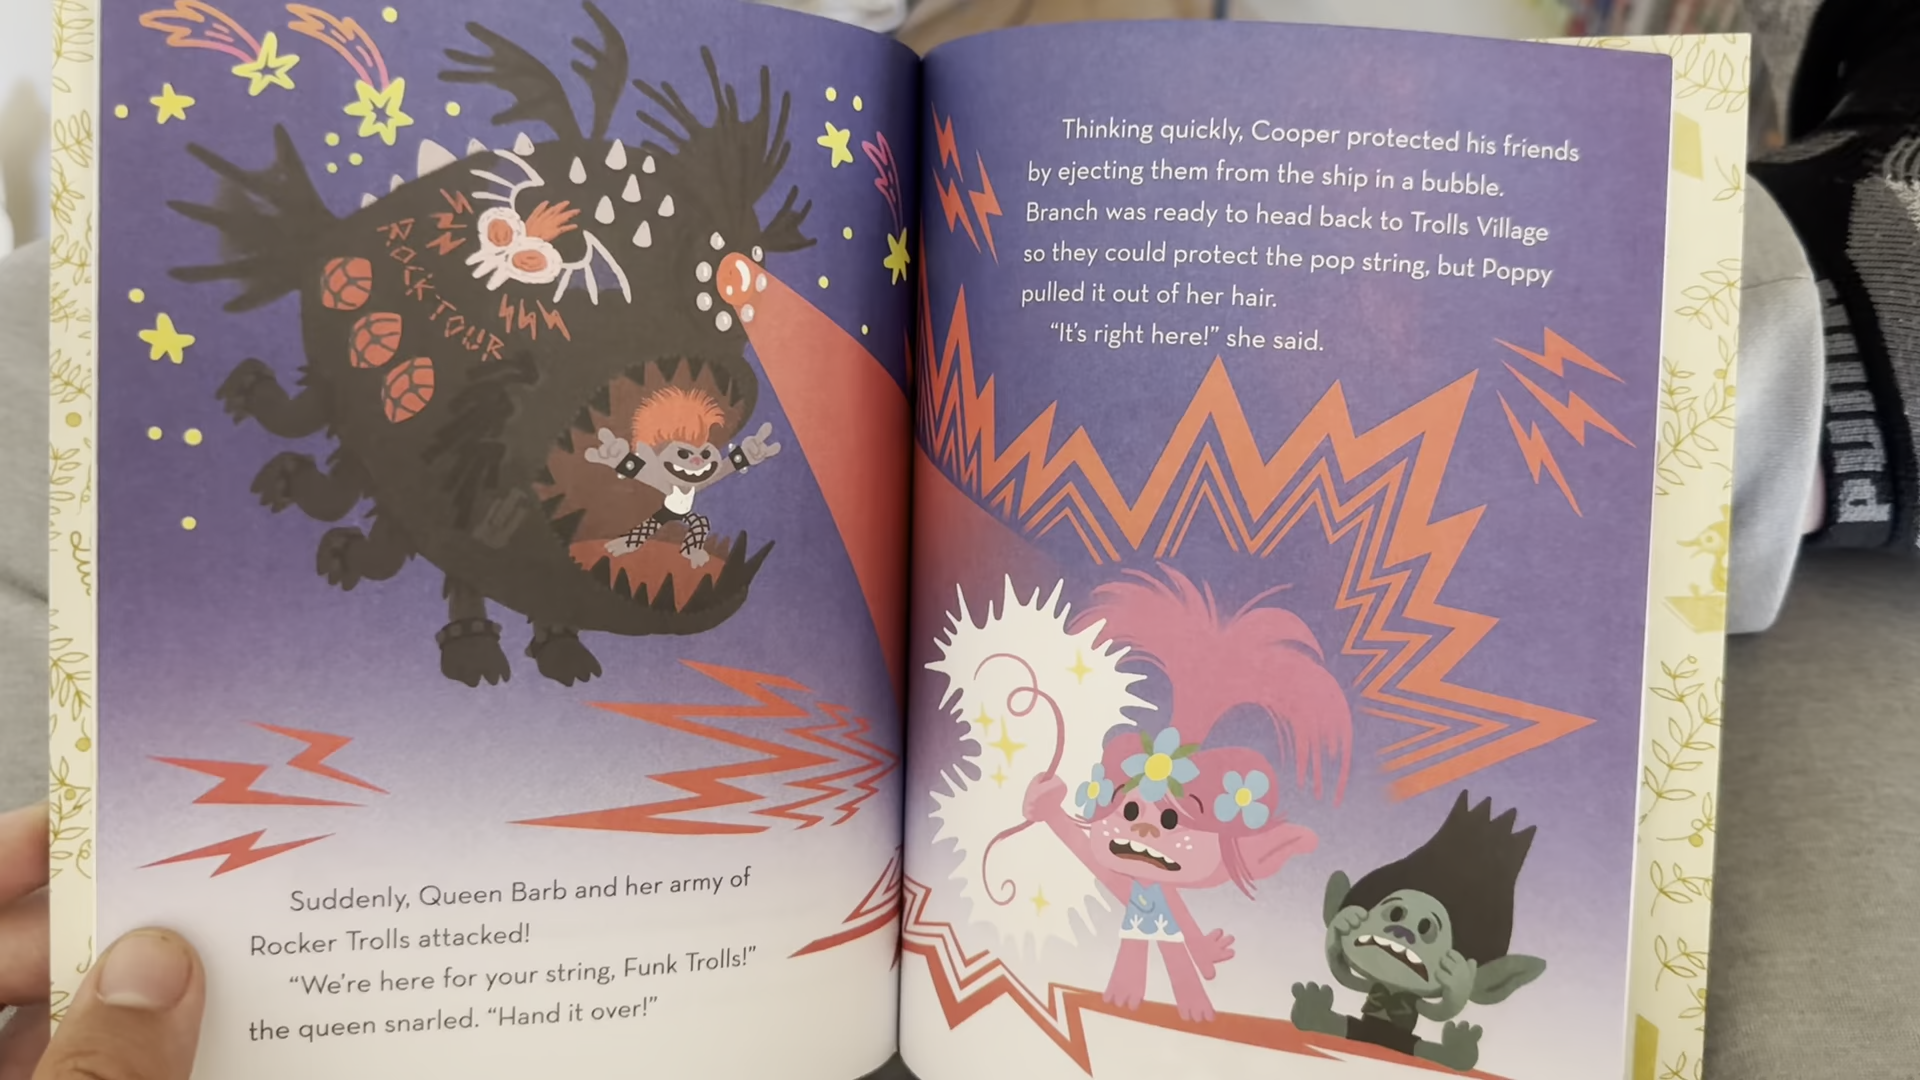 ROCK TOUR
Suddenly, Queen Barb and her army of
Rocker Trolls attacked!
“We’re here for your string, Funk Trolls!”
the queen snarled. “Hand it over!”
Thinking quickly, Cooper protected his friends
by ejecting them from the ship in a bubble.
Branch was ready to head back to Trolls Village
so they could protect the pop string, but Poppy
pulled it out of her hair.
“It’s right here!” she said.